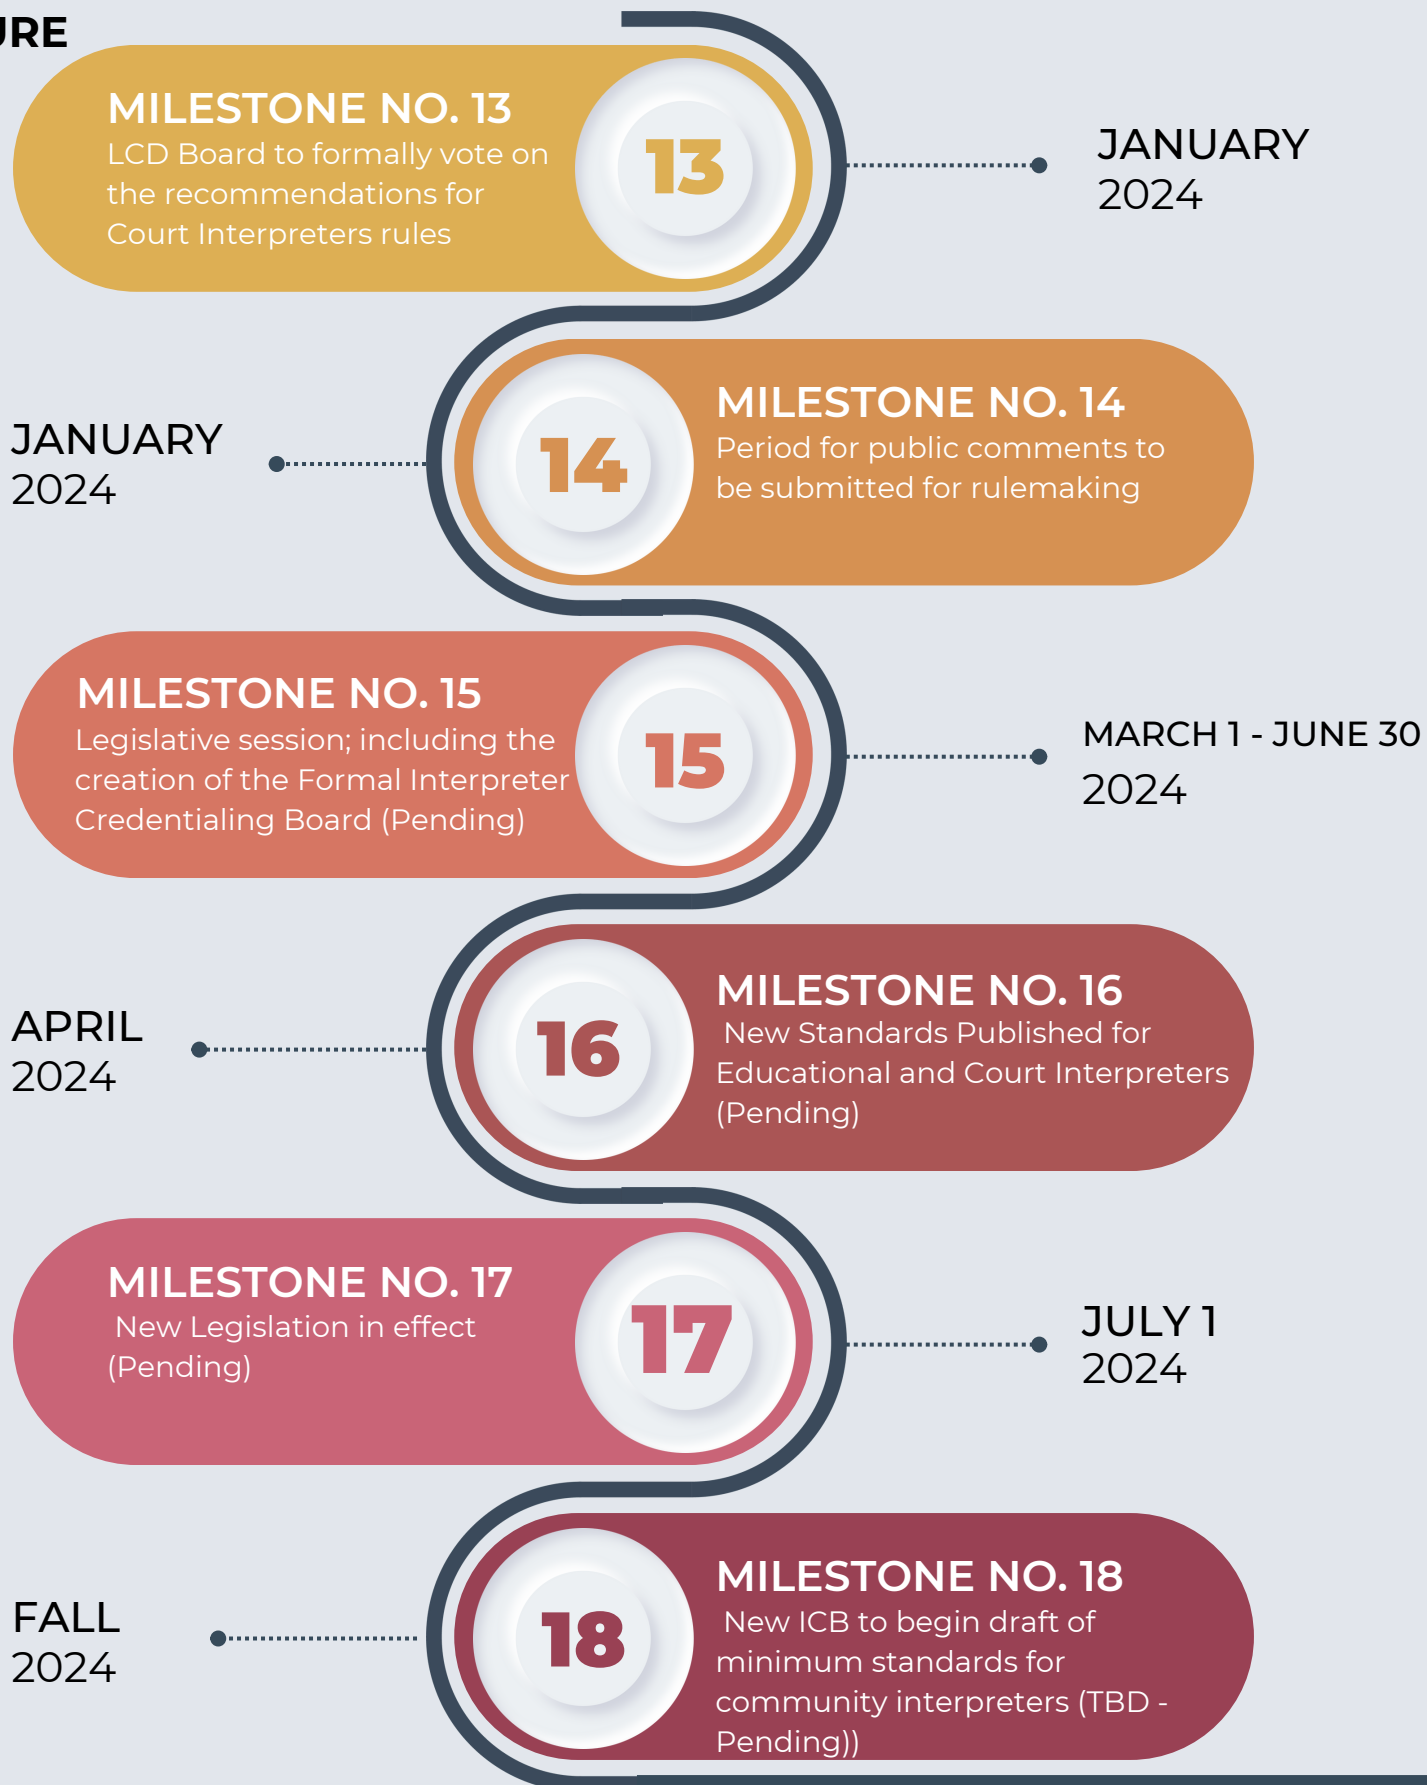 URE
MILESTONE NO. 13
LCD Board to formally vote on
the recommendations for
Court Interpreters rules
13
JANUARY
2024
JANUARY
2024
14
MILESTONE NO. 14
Period for public comments to
be submitted for rulemaking
MILESTONE NO. 15
Legislative session; including the
creation of the Formal Interpreter
Credentialing Board (Pending)
15
MARCH 1 - JUNE 30
2024
APRIL
2024
16
MILESTONE NO. 16
New Standards Published for
Educational and Court Interpreters
(Pending)
MILESTONE NO. 17
New Legislation in effect
(Pending)
17
JULY 1
2024
FALL
2024
18
MILESTONE NO. 18
New ICB to begin draft of
minimum standards for
community interpreters (TBD -
Pending))